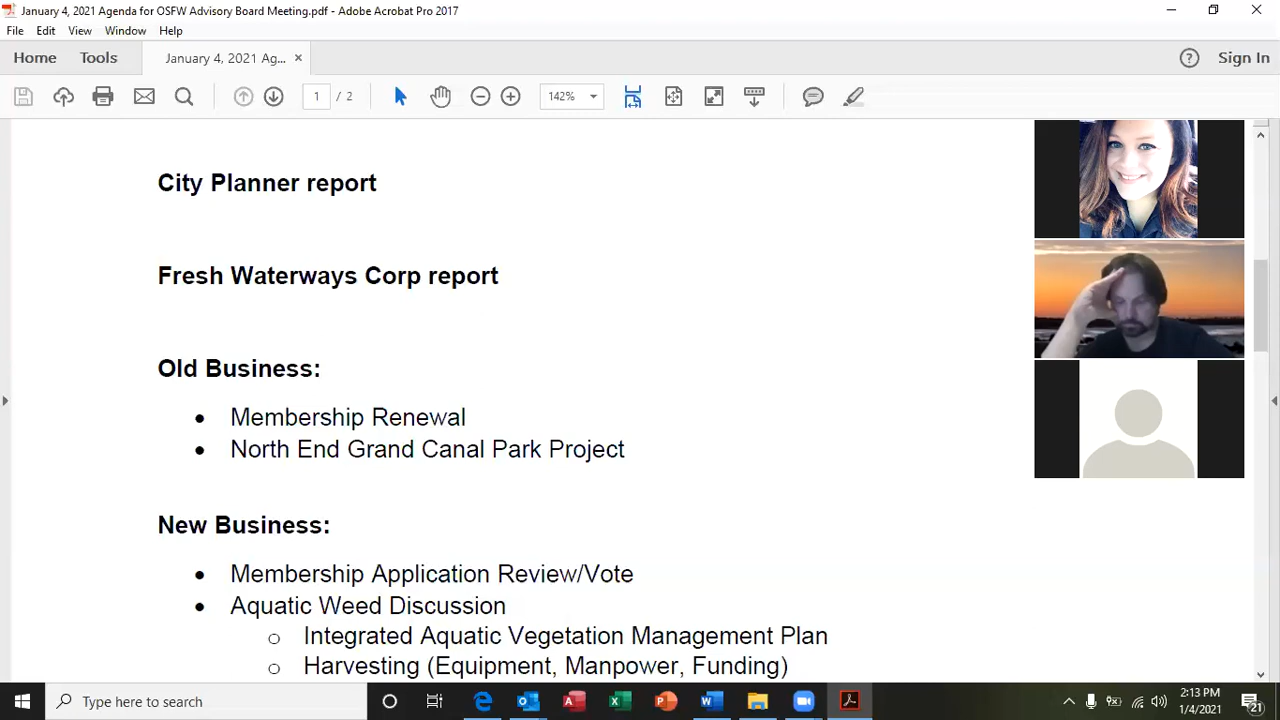 January 4, 2021 Agenda for OSFW Advisory Board Meeting.pdf - Adobe Acrobat Pro 2017
File Edit View Window Help
Home Tools January 4, 2021 Ag... × Sign In
1 / 2 142%
City Planner report
Fresh Waterways Corp report
Old Business:
• Membership Renewal
• North End Grand Canal Park Project
New Business:
• Membership Application Review/Vote
• Aquatic Weed Discussion
o Integrated Aquatic Vegetation Management Plan
o Harvesting (Equipment, Manpower, Funding)
Type here to search
2:13 PM
1/4/2021
21